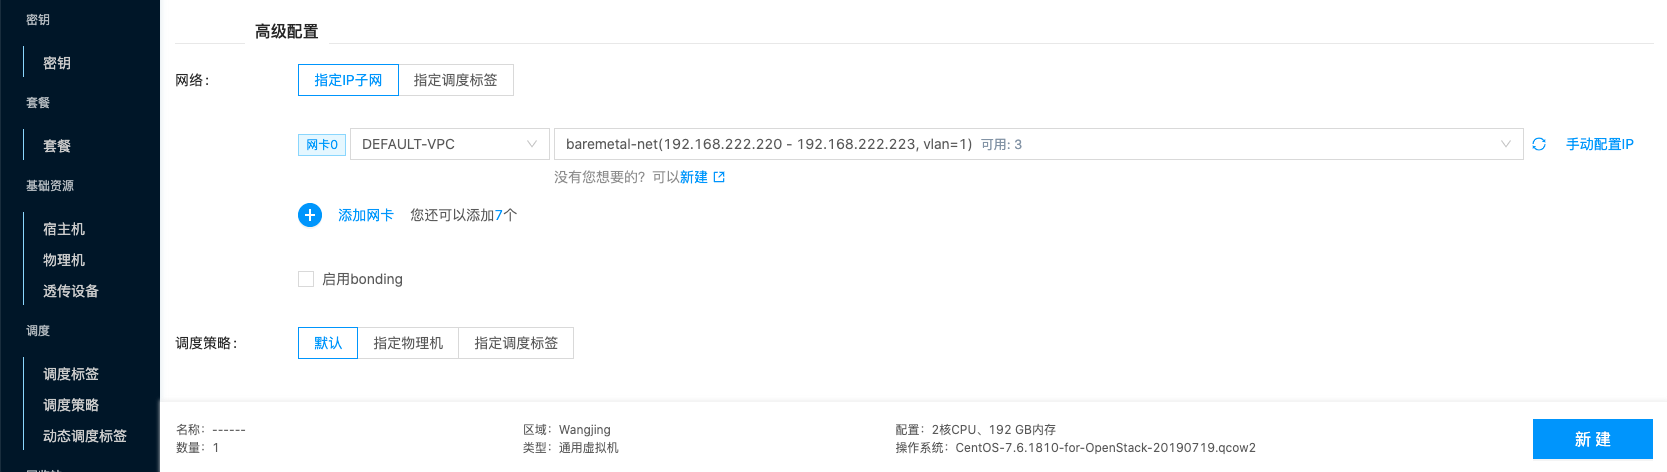 密钥
密钥
套餐
套餐
基础资源
宿主机
物理机
透传设备
调度
调度标签
调度策略
动态调度标签
高级配置
网络：
指定IP子网 指定调度标签
网卡0 DEFAULT-VPC baremetal-net(192.168.222.220 - 192.168.222.223, vlan=1) 可用: 3 手动配置IP
没有您想要的？可以新建
添加网卡 您还可以添加7个
启用bonding
调度策略：
默认 指定物理机 指定调度标签
名称：------
数量：1
区域：Wangjing
类型：通用虚拟机
配置：2核CPU、192 GB内存
操作系统：CentOS-7.6.1810-for-OpenStack-20190719.qcow2
新 建